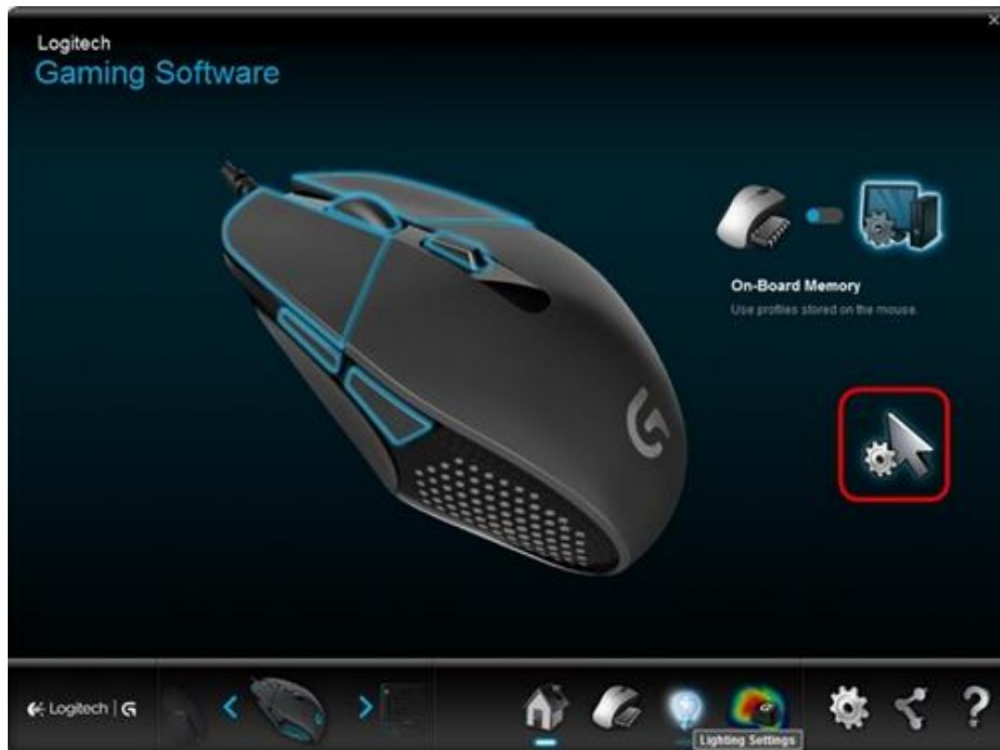 Logitech
Gaming Software
On-Board Memory
Use profiles stored on the mouse.
Logitech | G
Lighting Settings
?